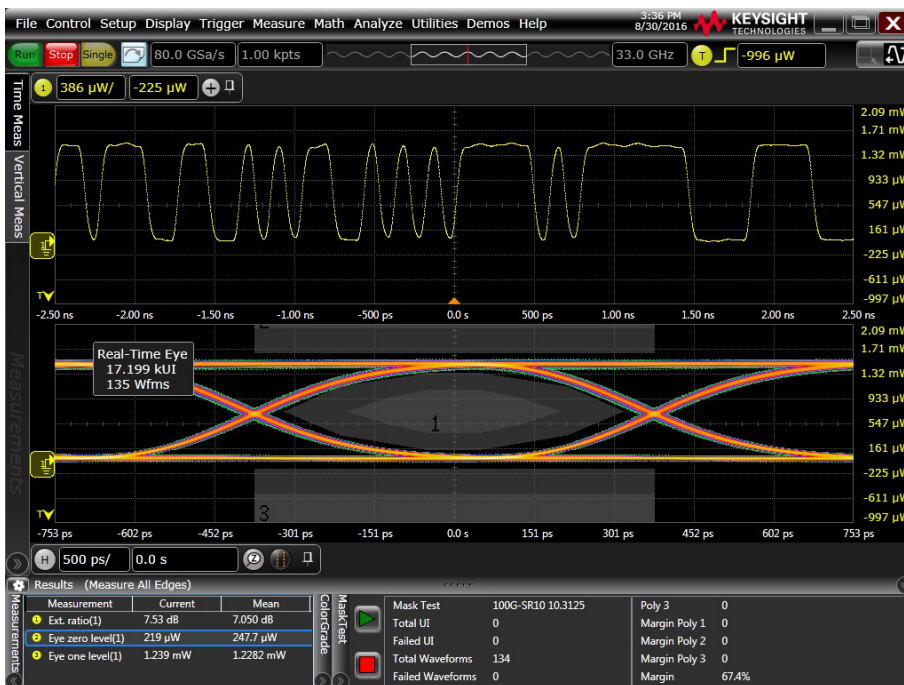 File Control Setup Display Trigger Measure Math Analyze Utilities Demos Help
3:36 PM
8/30/2016
KEYSIGHT
TECHNOLOGIES
Run Stop Single 80.0 GSa/s 1.00 kpts 33.0 GHz T -996 µW
1 386 µW/ -225 µW
Time Meas
Vertical Meas
Measurements
2.09 mW
1.71 mW
1.32 mW
933 µW
547 µW
161 µW
-225 µW
-611 µW
-997 µW
T
-2.50 ns -2.00 ns -1.50 ns -1.00 ns -500 ps 0.0 s 500 ps 1.00 ns 1.50 ns 2.00 ns 2.50 ns
Real-Time Eye
17.199 kUI
135 Wfms
1
3
2.09 mW
1.71 mW
1.32 mW
933 µW
547 µW
161 µW
-225 µW
-611 µW
-997 µW
T
-753 ps -602 ps -452 ps -301 ps -151 ps 0.0 s 151 ps 301 ps 452 ps 602 ps 753 ps
H 500 ps/ 0.0 s
Results (Measure All Edges)
Measurements
Measurement Current Mean
1 Ext. ratio(1) 7.53 dB 7.050 dB
2 Eye zero level(1) 219 µW 247.7 µW
3 Eye one level(1) 1.239 mW 1.2282 mW
ColorGrade
MaskTest
Mask Test 100G-SR10 10.3125
Total UI 0
Failed UI 0
Total Waveforms 134
Failed Waveforms 0
Poly 3 0
Margin Poly 1 0
Margin Poly 2 0
Margin Poly 3 0
Margin 67.4%